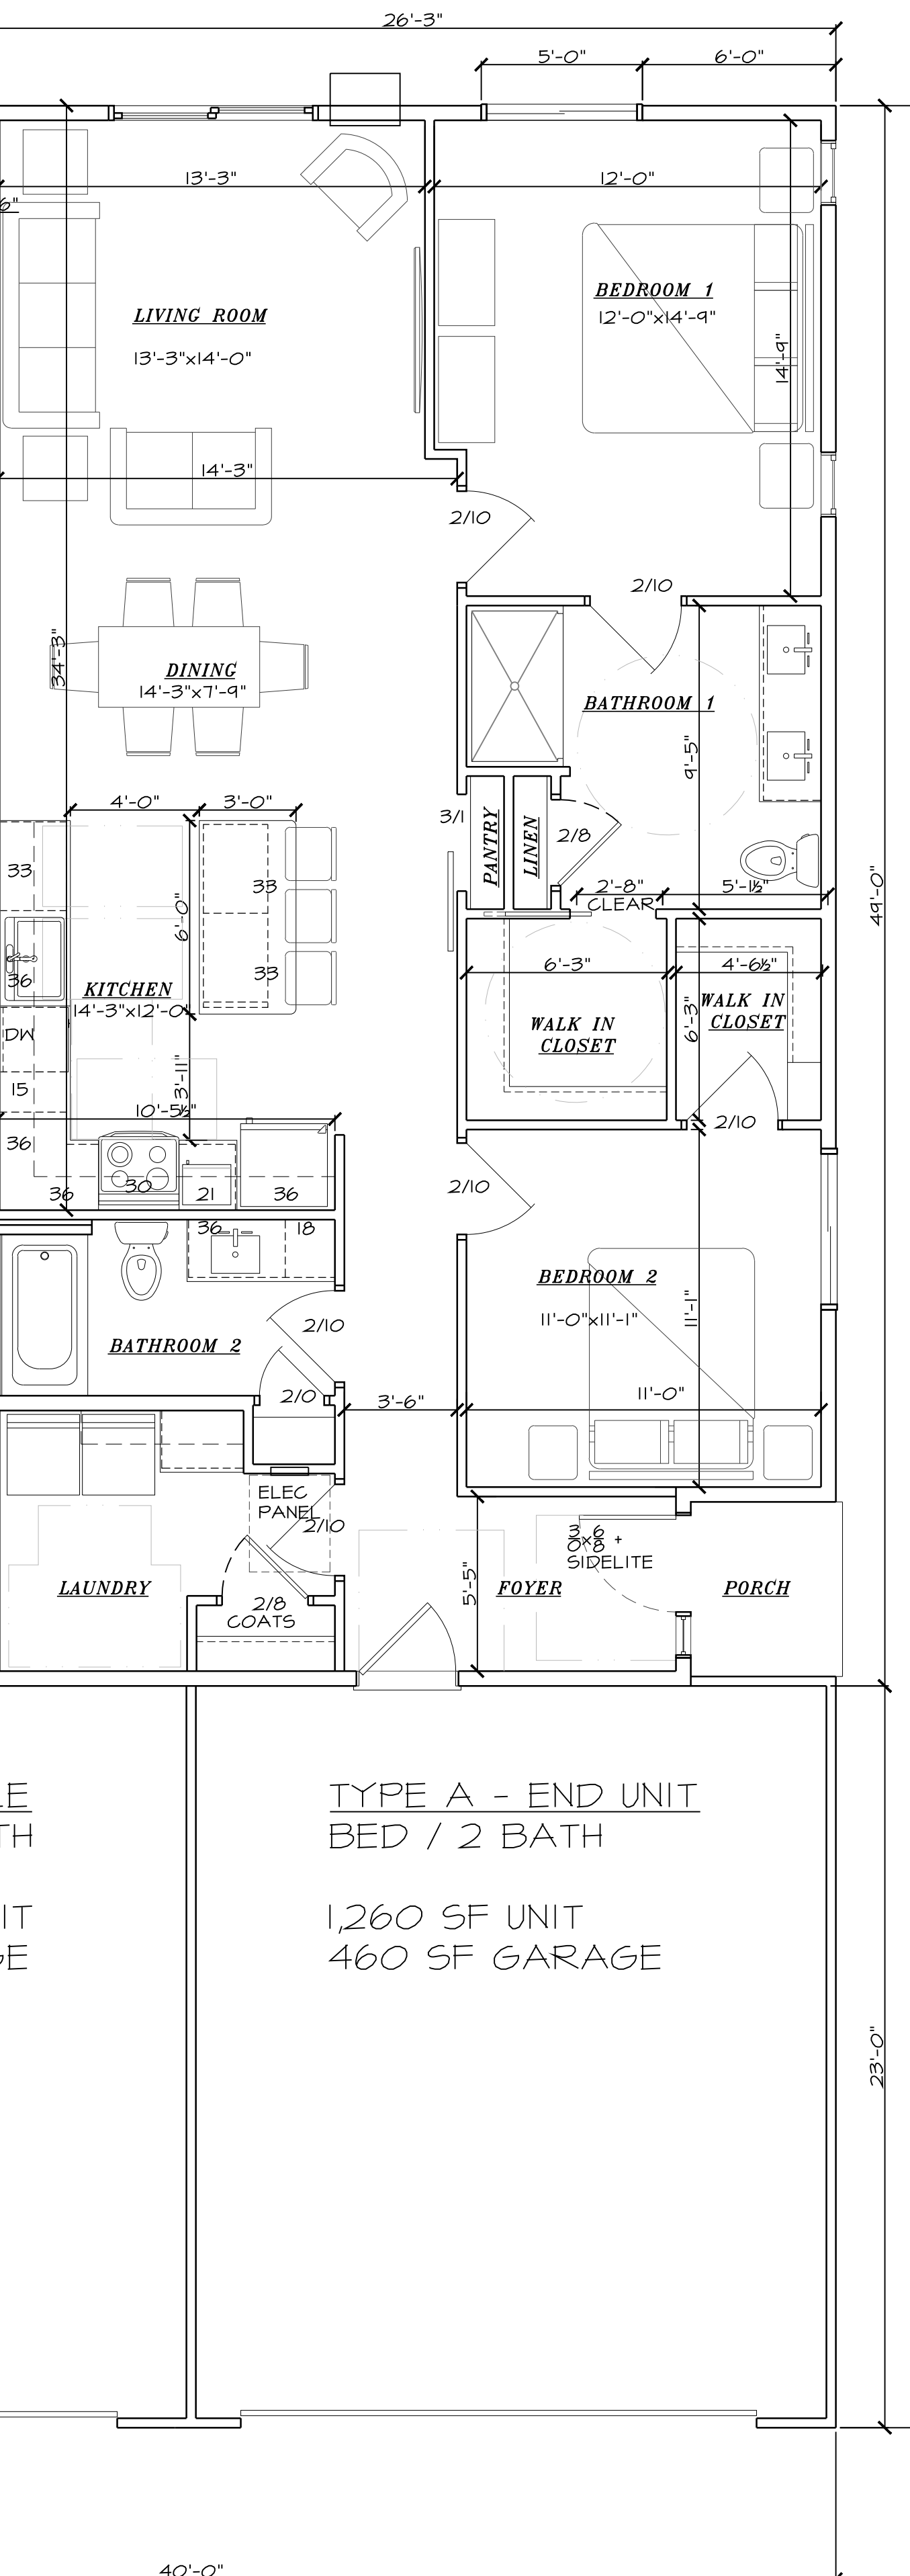 26'-3"
5'-0"
6'-0"
13'-3"
12'-0"
6"
BEDROOM 1
12'-0"x14'-9"
LIVING ROOM
13'-3"x14'-0"
14'-9"
14'-3"
2/10
2/10
34'-3"
DINING
14'-3"x7'-9"
BATHROOM 1
9'-5"
4'-0"
3'-0"
3/1
PANTRY
LINEN
2/8
33
33
2'-8"
CLEAR
5'-1½"
49'-0"
6'-0"
36
33
KITCHEN
14'-3"x12'-0"
6'-3"
4'-6½"
WALK IN
CLOSET
6'-3"
WALK IN
CLOSET
DW
15
3'-11"
10'-5½"
36
2/10
36
30
21
36
2/10
36
18
BEDROOM 2
11'-0"x11'-1"
11'-1"
BATHROOM 2
2/10
2/0
3'-6"
11'-0"
ELEC
PANEL
2/10
3/0 x 6/8 +
SIDELITE
5'-5"
LAUNDRY
2/8
COATS
FOYER
PORCH
LE
TH
IT
GE
TYPE A - END UNIT
BED / 2 BATH
1,260 SF UNIT
460 SF GARAGE
23'-0"
40'-0"